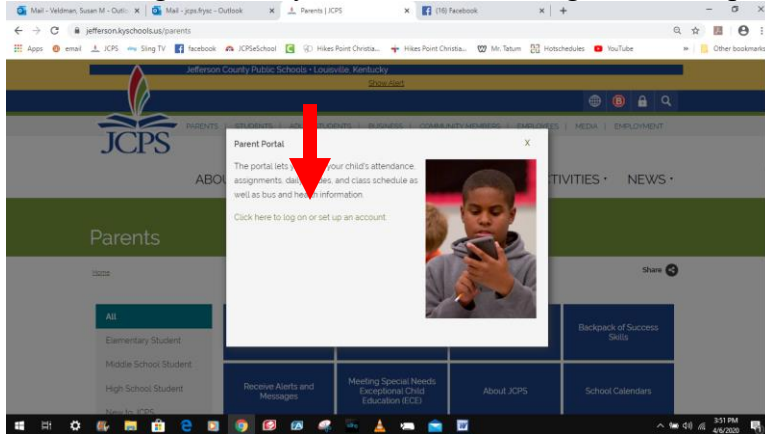 Mail - Veldman, Susan M - Outlo
Mail - jcps.frysc - Outlook
Parents | JCPS
(16) Facebook
jefferson.kyschools.us/parents
Apps
email
JCPS
Sling TV
facebook
JCPSeSchool
Hikes Point Christia...
Hikes Point Christia...
Mr. Tatum
Hotschedules
YouTube
Other bookmarks
Jefferson County Public Schools • Louisville, Kentucky
Show Alert
JCPS
PARENTS | STUDENTS | | BUSINESS | COMMUNITY MEMBERS | EMPLOYEES | MEDIA | EMPLOYMENT
NEWS
Parent Portal
X
The portal lets your child's attendance,
assignments, and class schedule as
well as bus and health information.
Click here to log on or set up an account.
Parents
Home
Share
All
Elementary Student
Middle School Student
High School Student
New to JCPS
Backpack of Success
Skills
Receive Alerts and
Messages
Meeting Special Needs
Exceptional Child
Education (ECE)
About JCPS
School Calendars
3:51 PM
4/6/2020